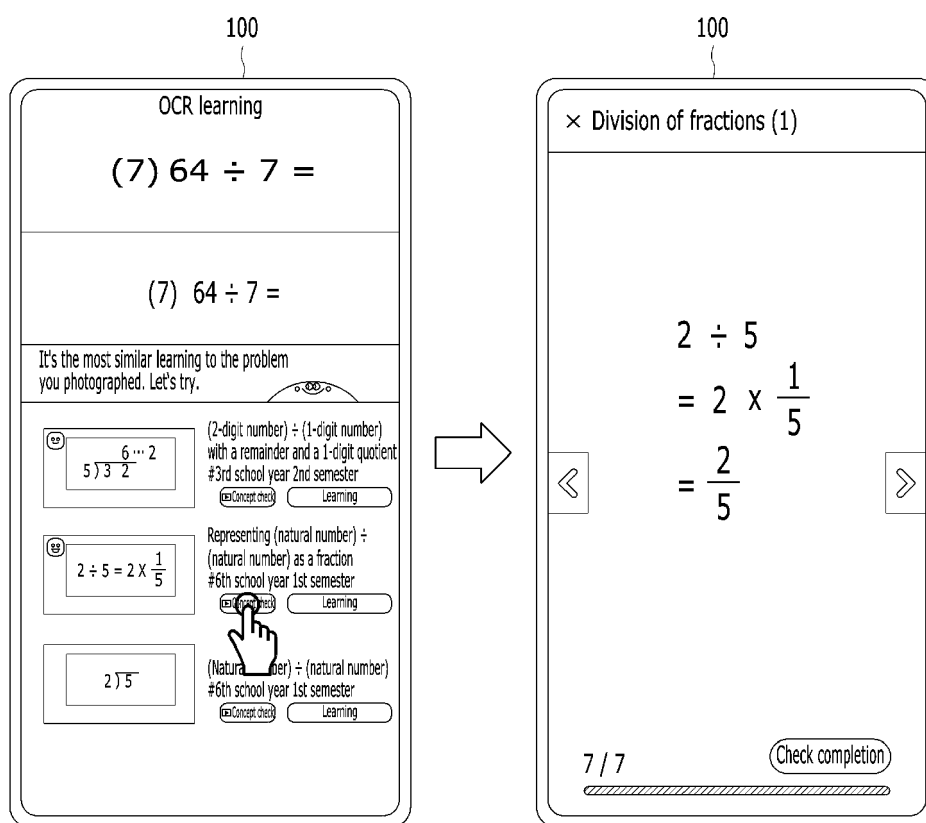 100
OCR learning
(7) 64 ÷ 7 =
(7) 64 ÷ 7 =
It's the most similar learning to the problem
you photographed. Let's try.
6 ··· 2
5)3 2
(2-digit number) ÷ (1-digit number)
with a remainder and a 1-digit quotient
#3rd school year 2nd semester
Concept check
Learning
2 ÷ 5 = 2 X 1/5
Representing (natural number) ÷
(natural number) as a fraction
#6th school year 1st semester
Learning
2)5
÷ (natural number)
#6th school year 1st semester
Concept check
Learning
100
× Division of fractions (1)
2 ÷ 5
= 2 X 1/5
= 2/5
7 / 7
Check completion